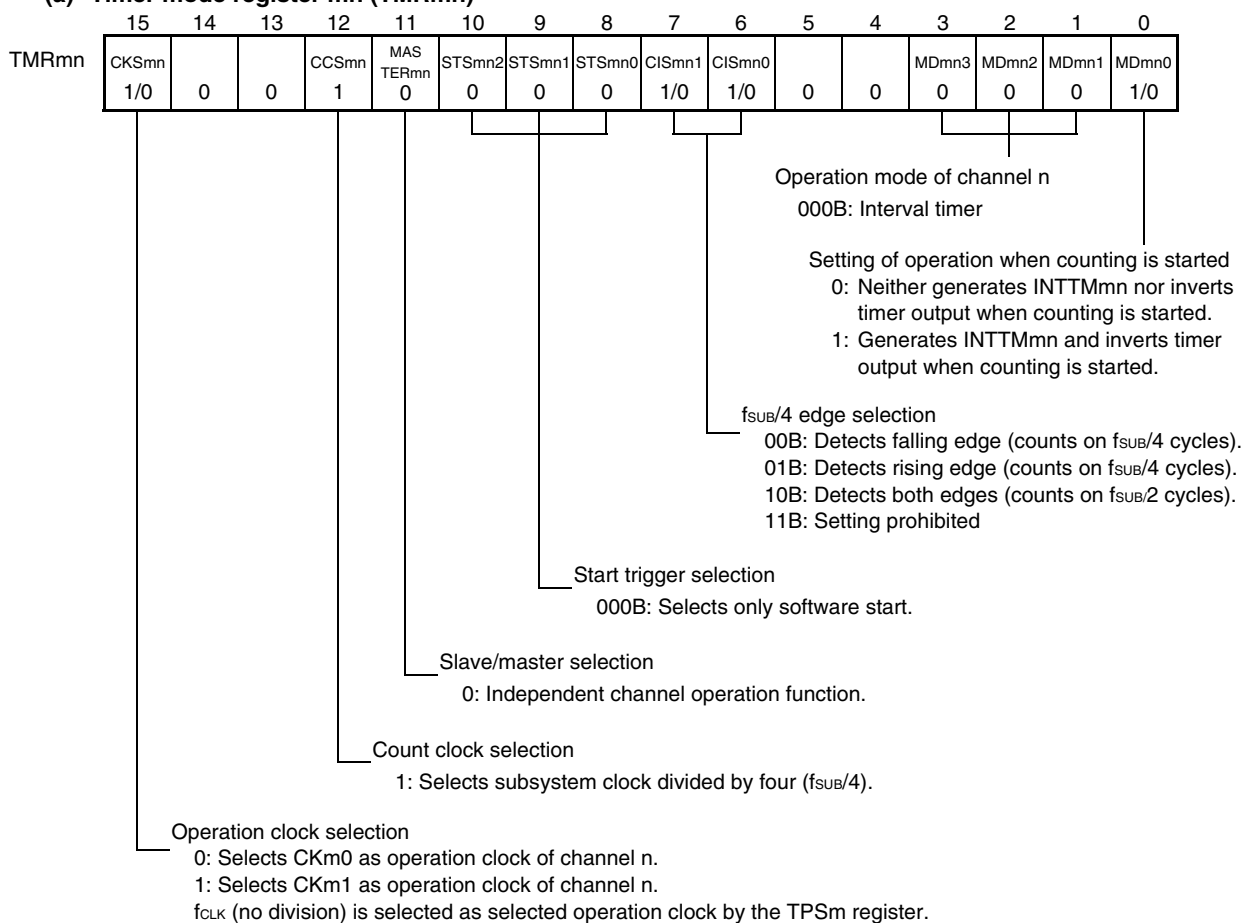 (a) Timer mode register mn (TMRmn)
15 14 13 12 11 10 9 8 7 6 5 4 3 2 1 0
TMRmn CKSmn CCSmn MAS TERmn STSmn2 STSmn1 STSmn0 CISmn1 CISmn0 MDmn3 MDmn2 MDmn1 MDmn0
1/0 0 0 1 0 0 0 0 1/0 1/0 0 0 0 0 0 1/0
Operation mode of channel n
000B: Interval timer
Setting of operation when counting is started
0: Neither generates INTTMmn nor inverts
timer output when counting is started.
1: Generates INTTMmn and inverts timer
output when counting is started.
fSUB/4 edge selection
00B: Detects falling edge (counts on fSUB/4 cycles).
01B: Detects rising edge (counts on fSUB/4 cycles).
10B: Detects both edges (counts on fSUB/2 cycles).
11B: Setting prohibited
Start trigger selection
000B: Selects only software start.
Slave/master selection
0: Independent channel operation function.
Count clock selection
1: Selects subsystem clock divided by four (fSUB/4).
Operation clock selection
0: Selects CKm0 as operation clock of channel n.
1: Selects CKm1 as operation clock of channel n.
fCLK (no division) is selected as selected operation clock by the TPSm register.